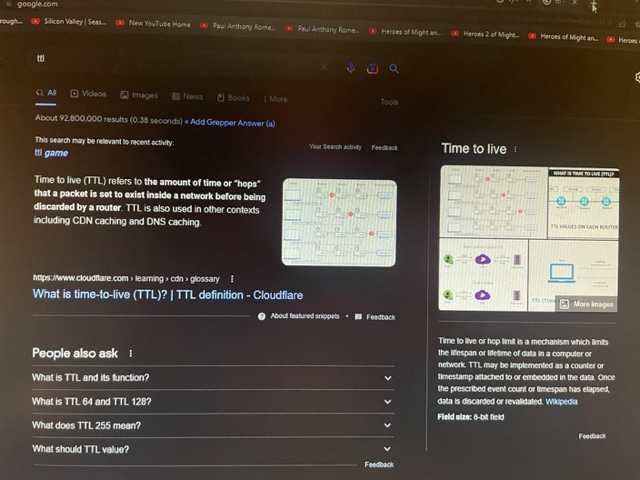 google.com
Silicon Valley | Seas...
New YouTube Home
Paul Anthony Rome...
Paul Anthony Rome...
Heroes of Might an...
Heroes 2 of Might...
Heroes of Might an...
Heroes
ttl
All
Videos
Images
News
Books
More
Tools
About 92,800,000 results (0.38 seconds) « Add Grepper Answer (a)
This search may be relevant to recent activity:
ttl game
Your Search activity
Feedback
Time to live (TTL) refers to the amount of time or "hops"
that a packet is set to exist inside a network before being
discarded by a router. TTL is also used in other contexts
including CDN caching and DNS caching.
https://www.cloudflare.com › learning › cdn › glossary
What is time-to-live (TTL)? | TTL definition - Cloudflare
About featured snippets
Feedback
People also ask
What is TTL and its function?
What is TTL 64 and TTL 128?
What does TTL 255 mean?
What should TTL value?
Feedback
Time to live
WHAT IS TIME TO LIVE (TTL)?
TTL VALUES ON EACH ROUTER
More images
Time to live or hop limit is a mechanism which limits
the lifespan or lifetime of data in a computer or
network. TTL may be implemented as a counter or
timestamp attached to or embedded in the data. Once
the prescribed event count or timespan has elapsed,
data is discarded or revalidated. Wikipedia
Field size: 8-bit field
Feedback